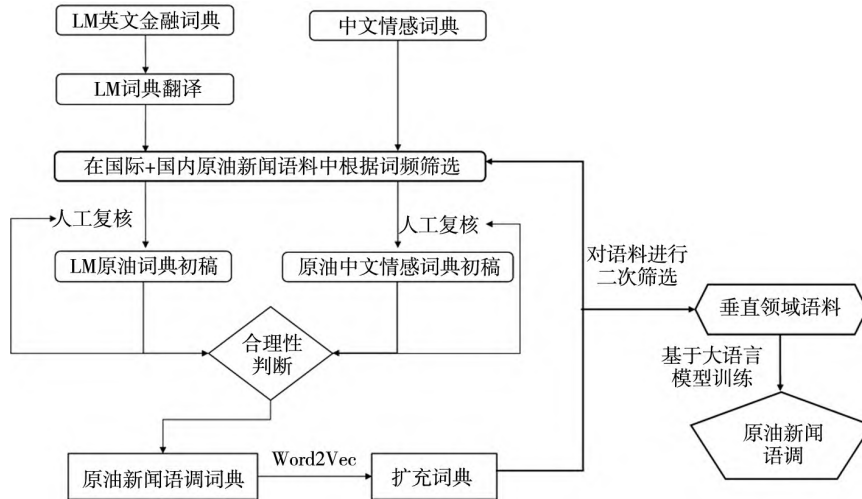 LM英文金融词典
中文情感词典
LM词典翻译
在国际+国内原油新闻语料中根据词频筛选
人工复核
人工复核
LM原油词典初稿
原油中文情感词典初稿
对语料进行
二次筛选
垂直领域语料
合理性
判断
基于大语言
模型训练
原油新闻
语调
原油新闻语调词典
Word2Vec
扩充词典